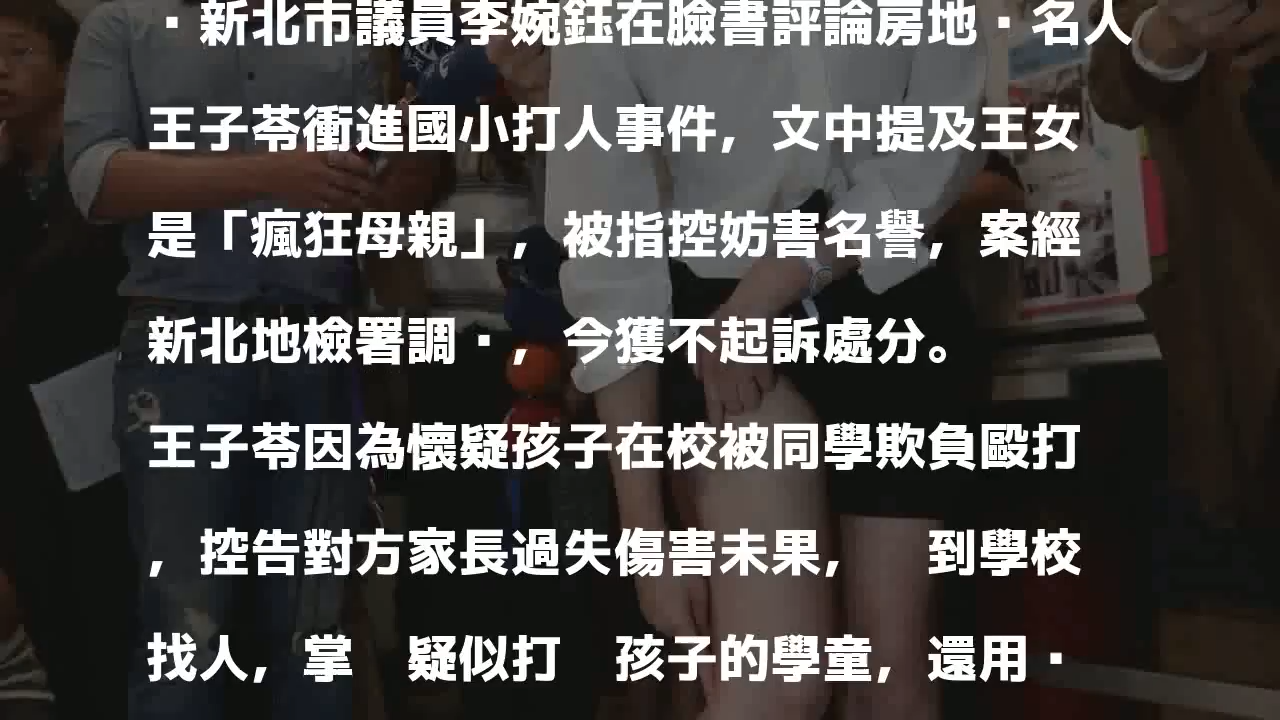 ▪新北市議員李婉鈺在臉書評論房地▪名人
王子苓衝進國小打人事件，文中提及王女
是「瘋狂母親」，被指控妨害名譽，案經
新北地檢署調▪，今獲不起訴處分。
王子苓因為懷疑孩子在校被同學欺負毆打
，控告對方家長過失傷害未果，　到學校
找人，掌　疑似打　孩子的學童，還用▪